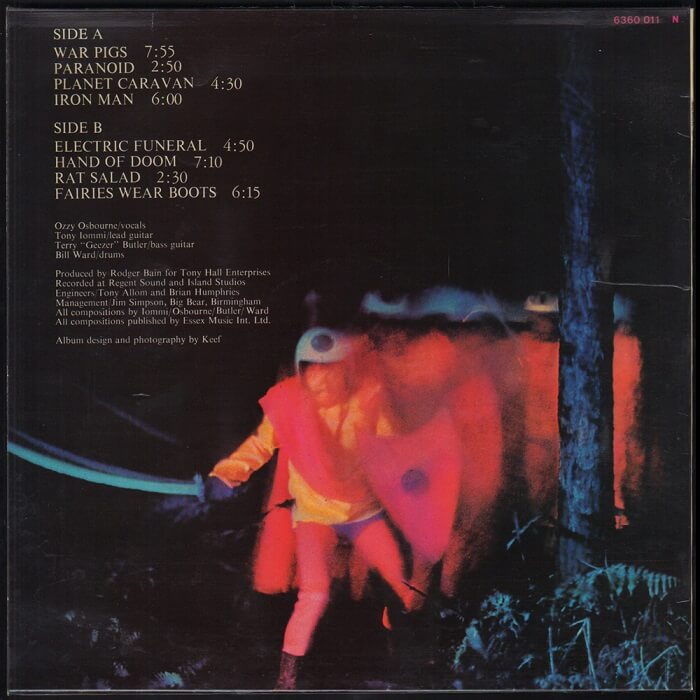 6360 011 N
SIDE A
WAR PIGS 7:55
PARANOID 2:50
PLANET CARAVAN 4:30
IRON MAN 6:00
SIDE B
ELECTRIC FUNERAL 4:50
HAND OF DOOM 7:10
RAT SALAD 2:30
FAIRIES WEAR BOOTS 6:15
Ozzy Osbourne/vocals
Tony Iommi/lead guitar
Terry "Geezer" Butler/bass guitar
Bill Ward/drums
Produced by Rodger Bain for Tony Hall Enterprises
Recorded at Regent Sound and Island Studios
Engineers/Tony Allom and Brian Humphries
Management/Jim Simpson, Big Bear, Birmingham
All compositions by Iommi/Osbourne/Butler/Ward
All compositions published by Essex Music Int. Ltd.
Album design and photography by Keef